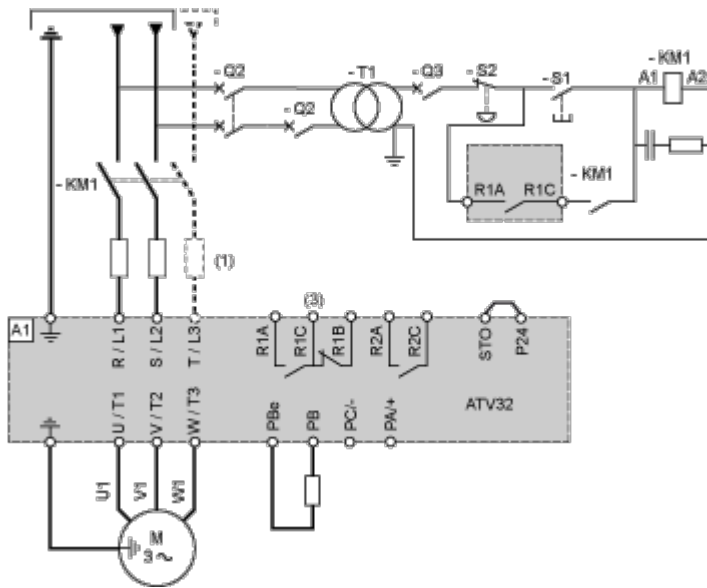 - Q2
- T1
- Q3
- S2
- S1
- KM1
A1
A2
- Q2
- KM1
- KM1
R1A
R1C
(1)
(3)
A1
R / L1
S / L2
T / L3
R1A
R1C
R1B
R2A
R2C
STO
P24
U / T1
V / T2
W / T3
PBe
PB
PC/-
PA/+
ATV32
U1
V1
W1
M
3 ~